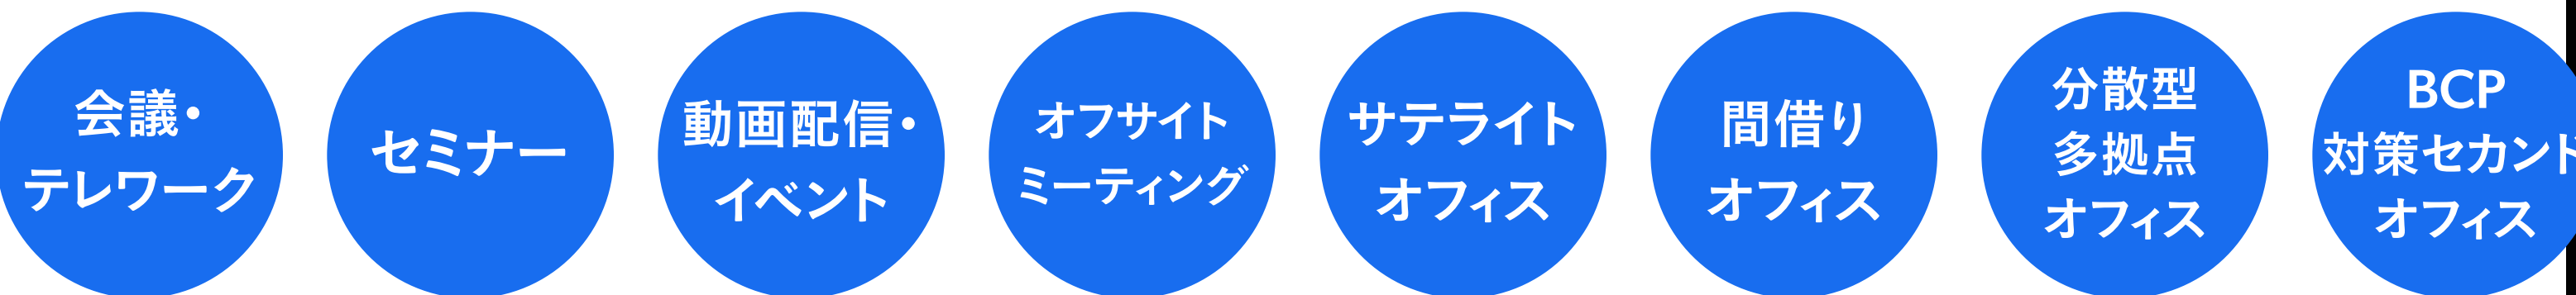 会議・
テレワーク
セミナー
動画配信・
イベント
オフサイト
ミーティング
サテライト
オフィス
間借り
オフィス
分散型
多拠点
オフィス
BCP
対策セカンド
オフィス